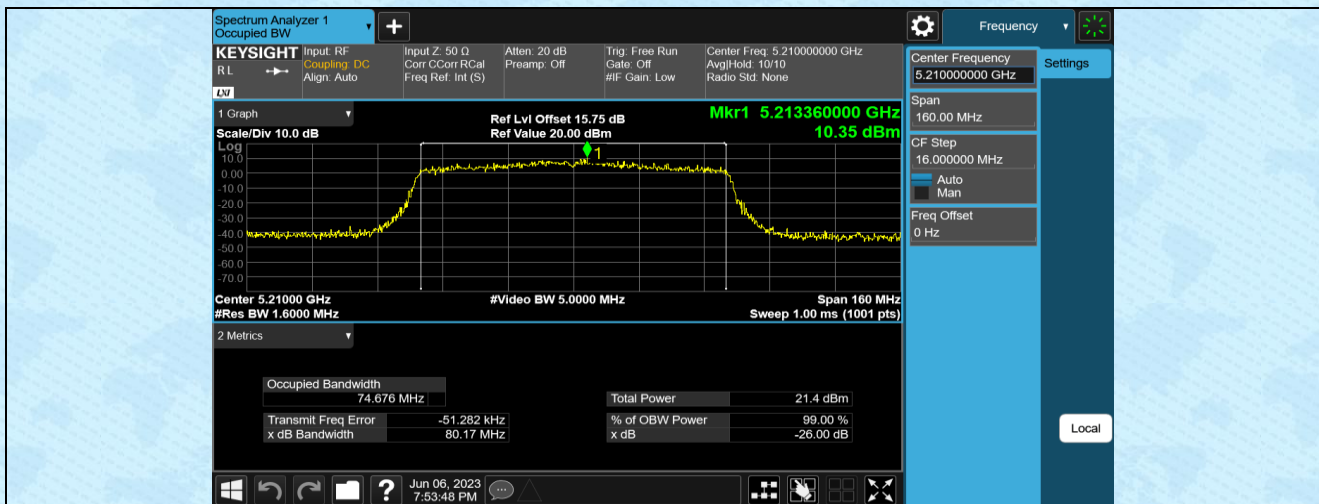 Spectrum Analyzer 1
Occupied BW
Frequency
KEYSIGHT
R L
LXI
Input: RF
Coupling: DC
Align: Auto
Input Z: 50 Ω
Corr CCorr RCal
Freq Ref: Int (S)
Atten: 20 dB
Preamp: Off
Trig: Free Run
Gate: Off
#IF Gain: Low
Center Freq: 5.210000000 GHz
Avg|Hold: 10/10
Radio Std: None
Center Frequency
5.210000000 GHz
Settings
Span
160.00 MHz
CF Step
16.000000 MHz
Auto
Man
Freq Offset
0 Hz
1 Graph
Scale/Div 10.0 dB
Ref Lvl Offset 15.75 dB
Ref Value 20.00 dBm
Mkr1 5.213360000 GHz
10.35 dBm
Log
10.0
0.00
-10.0
-20.0
-30.0
-40.0
-50.0
-60.0
-70.0
1
Center 5.21000 GHz
#Res BW 1.6000 MHz
#Video BW 5.0000 MHz
Span 160 MHz
Sweep 1.00 ms (1001 pts)
2 Metrics
Occupied Bandwidth
74.676 MHz
Transmit Freq Error -51.282 kHz
x dB Bandwidth 80.17 MHz
Total Power 21.4 dBm
% of OBW Power 99.00 %
x dB -26.00 dB
Local
?
Jun 06, 2023
7:53:48 PM